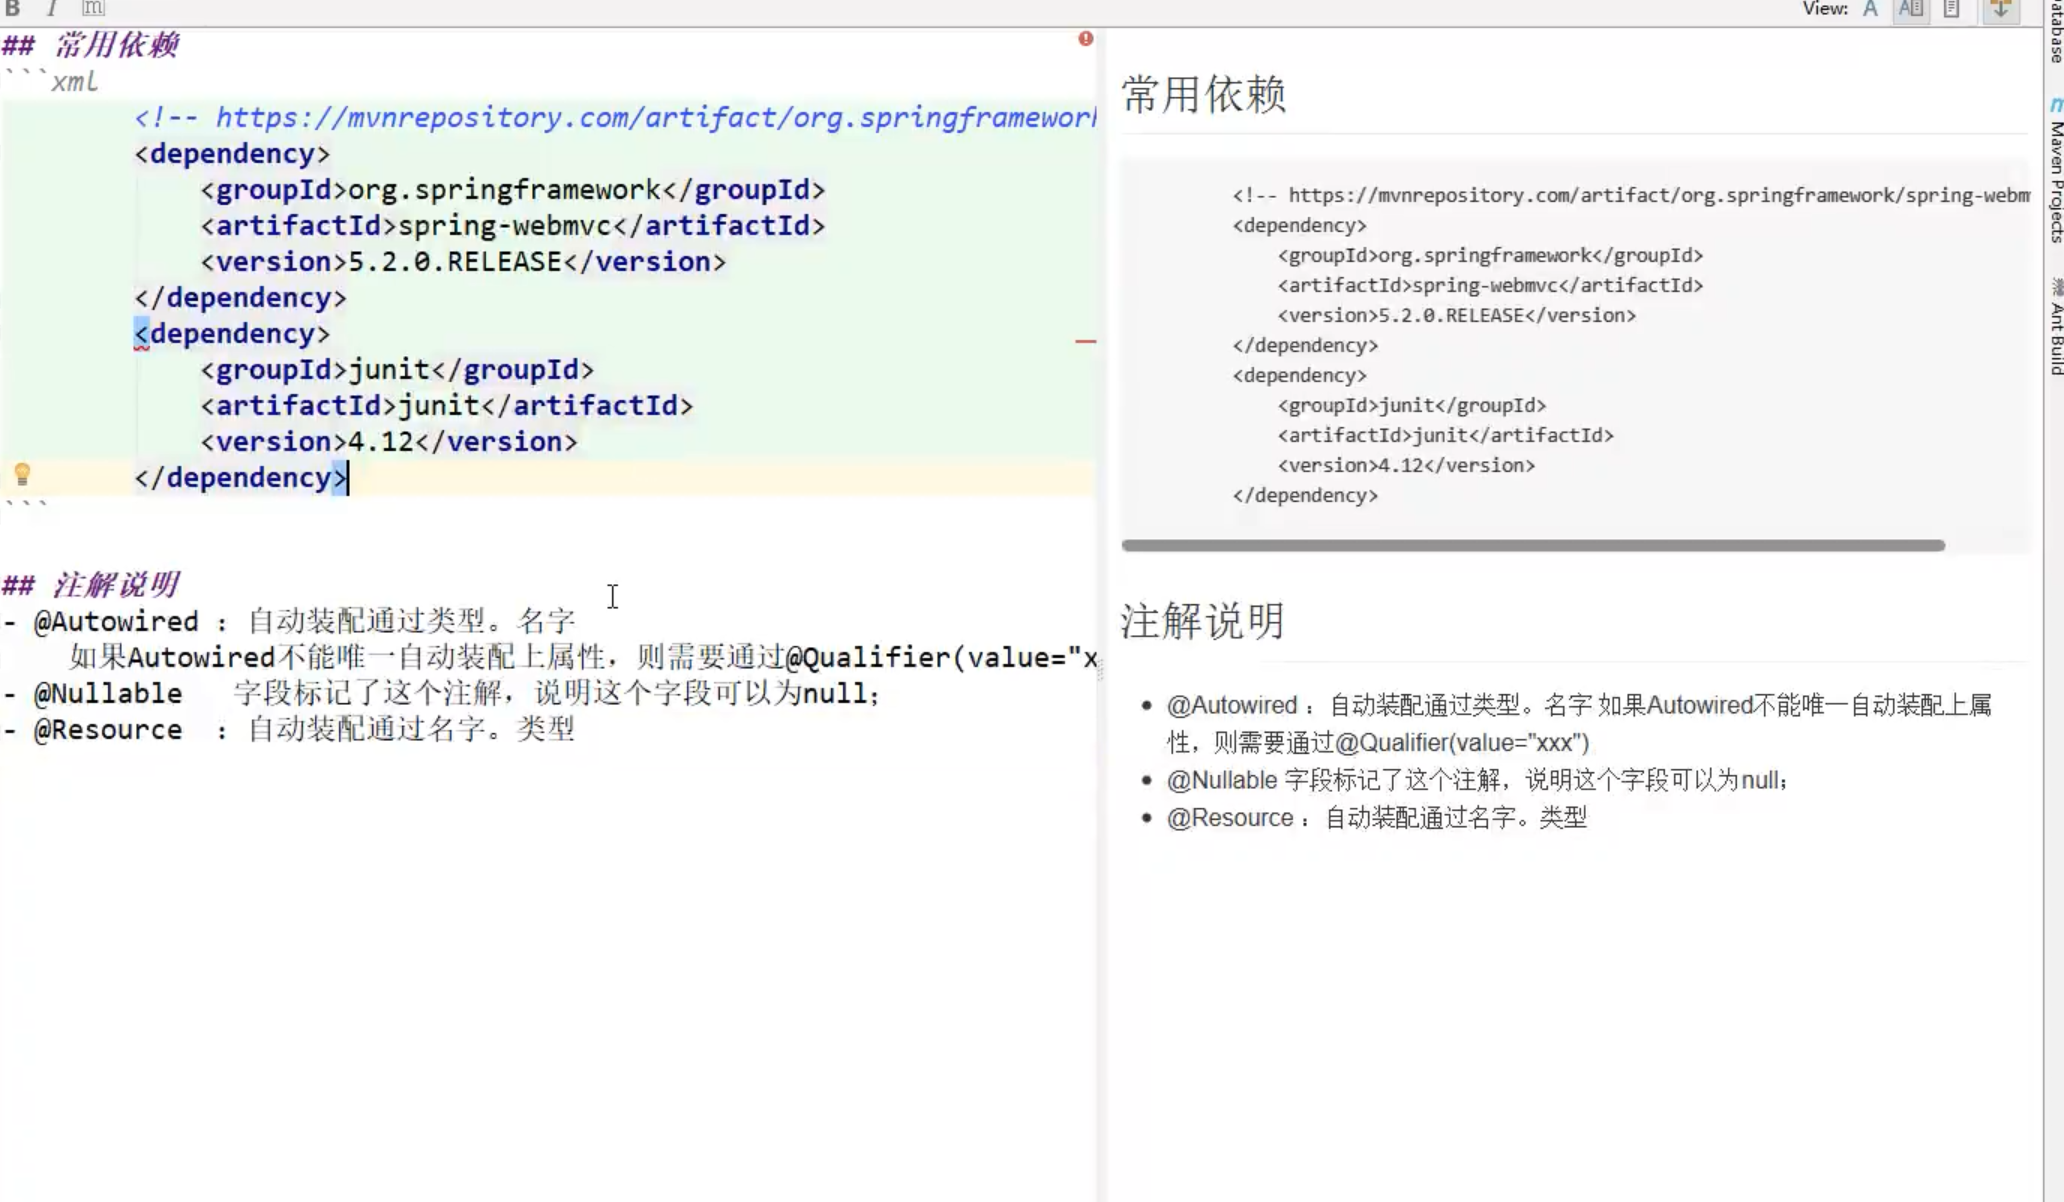 B I m
View: A
## 常用依赖
```xml
<!-- https://mvnrepository.com/artifact/org.springframework
<dependency>
<groupId>org.springframework</groupId>
<artifactId>spring-webmvc</artifactId>
<version>5.2.0.RELEASE</version>
</dependency>
<dependency>
<groupId>junit</groupId>
<artifactId>junit</artifactId>
<version>4.12</version>
</dependency>
```
## 注解说明
- @Autowired : 自动装配通过类型。名字
如果Autowired不能唯一自动装配上属性，则需要通过@Qualifier(value="x
- @Nullable 字段标记了这个注解，说明这个字段可以为null;
- @Resource : 自动装配通过名字。类型
常用依赖
<!-- https://mvnrepository.com/artifact/org.springframework/spring-webm
<dependency>
<groupId>org.springframework</groupId>
<artifactId>spring-webmvc</artifactId>
<version>5.2.0.RELEASE</version>
</dependency>
<dependency>
<groupId>junit</groupId>
<artifactId>junit</artifactId>
<version>4.12</version>
</dependency>
注解说明
• @Autowired : 自动装配通过类型。名字 如果Autowired不能唯一自动装配上属
性，则需要通过@Qualifier(value="xxx")
• @Nullable 字段标记了这个注解，说明这个字段可以为null;
• @Resource : 自动装配通过名字。类型
atabase
m Maven Projects
Ant Build